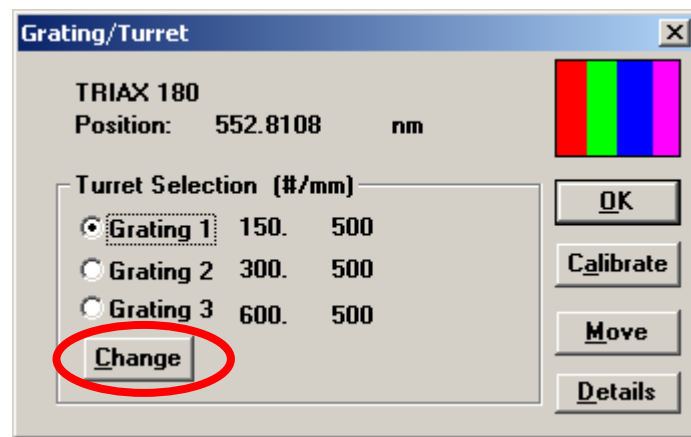 Grating/Turret
TRIAX 180
Position: 552.8108 nm
Turret Selection (#/mm)
Grating 1 150. 500
Grating 2 300. 500
Grating 3 600. 500
Change
OK
Calibrate
Move
Details